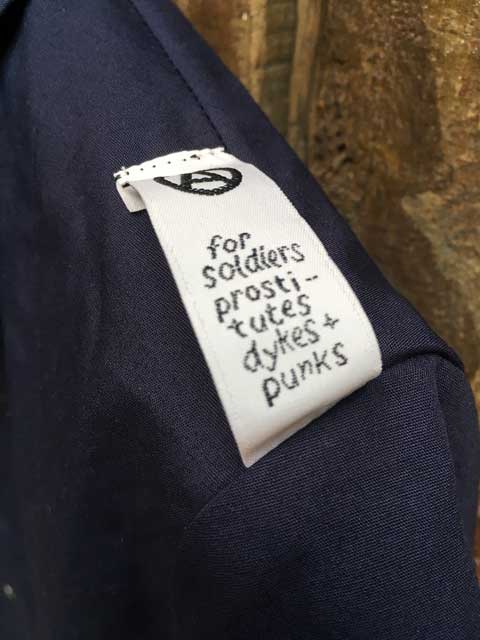 for
soldiers
prosti-
tutes
dykes +
punks